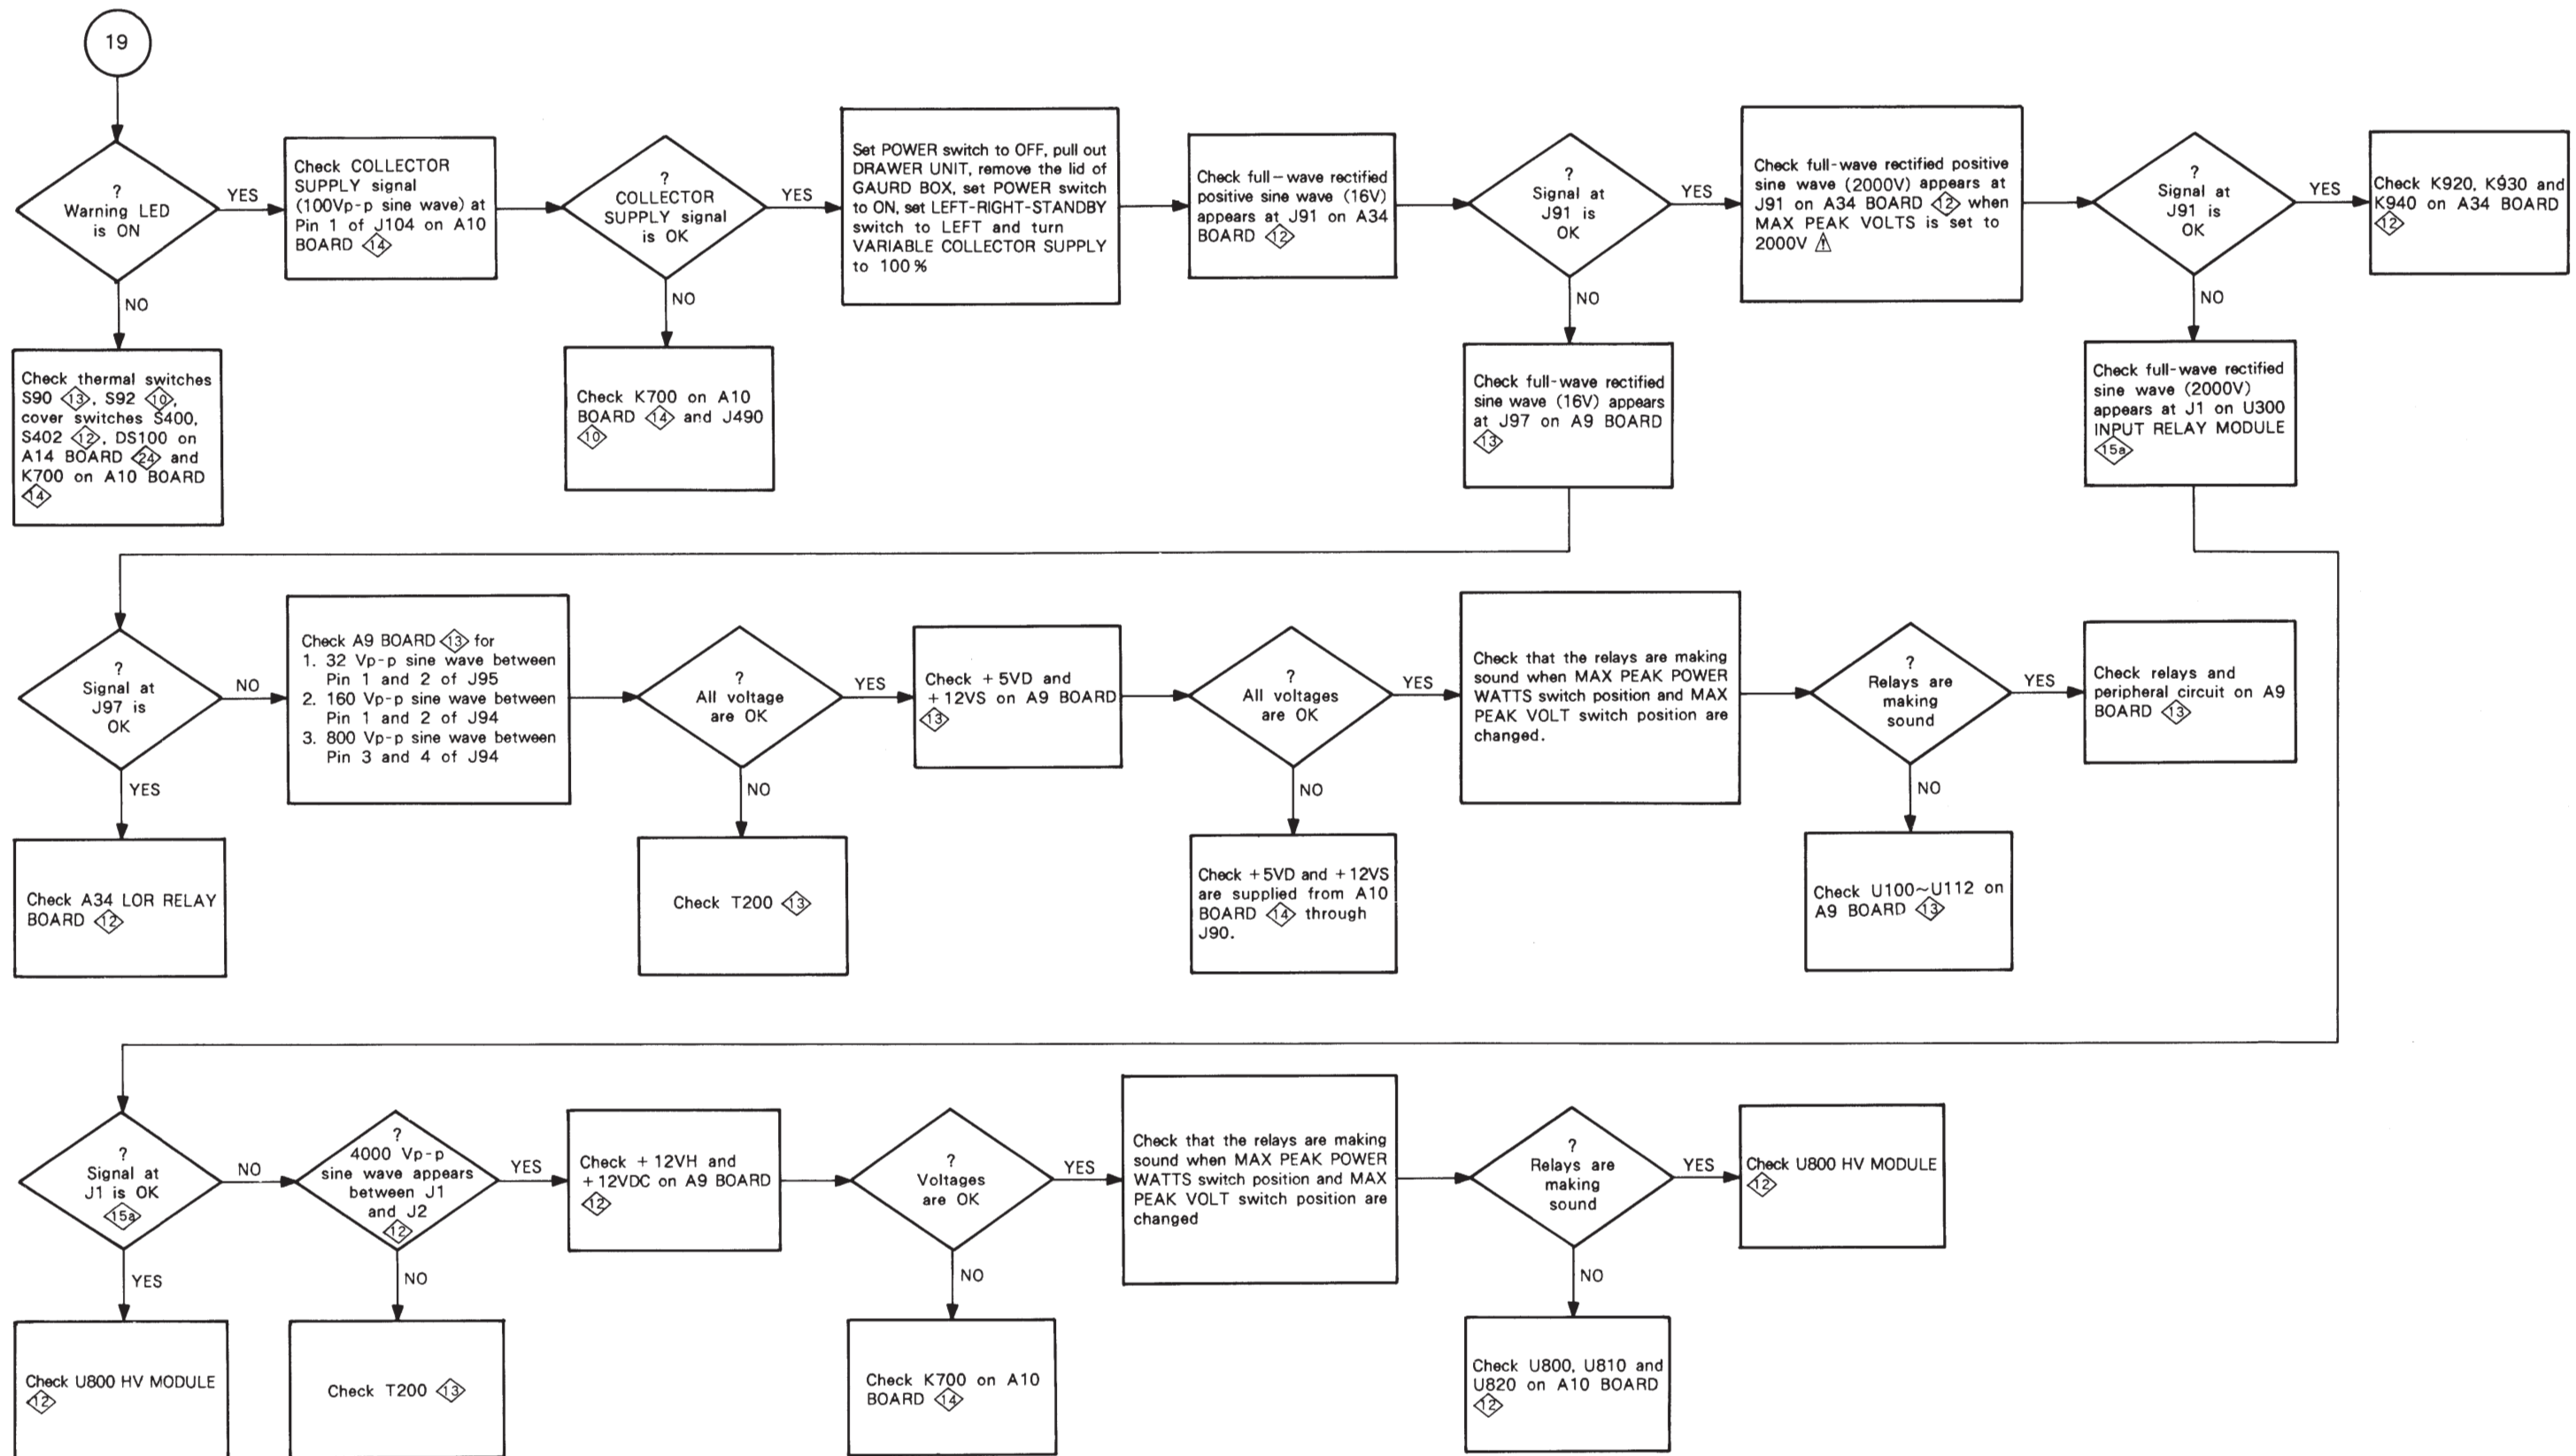 19
?
Warning LED
is ON
YES
NO
Check COLLECTOR
SUPPLY signal
(100Vp-p sine wave) at
Pin 1 of J104 on A10
BOARD 14
?
COLLECTOR
SUPPLY signal
is OK
YES
NO
Set POWER switch to OFF, pull out
DRAWER UNIT, remove the lid of
GAURD BOX, set POWER switch
to ON, set LEFT-RIGHT-STANDBY
switch to LEFT and turn
VARIABLE COLLECTOR SUPPLY
to 100%
Check full-wave rectified
positive sine wave (16V)
appears at J91 on A34
BOARD 12
?
Signal at
J91 is
OK
YES
NO
Check full-wave rectified positive
sine wave (2000V) appears at
J91 on A34 BOARD 12 when
MAX PEAK VOLTS is set to
2000V ⚠
?
Signal at
J91 is
OK
YES
NO
Check K920, K930 and
K940 on A34 BOARD
12
Check thermal switches
S90 13, S92 10,
cover switches S400,
S402 12, DS100 on
A14 BOARD 24 and
K700 on A10 BOARD
14
Check K700 on A10
BOARD 14 and J490
10
Check full-wave rectified
sine wave (16V) appears
at J97 on A9 BOARD
13
Check full-wave rectified
sine wave (2000V)
appears at J1 on U300
INPUT RELAY MODULE
15a
?
Signal at
J97 is
OK
NO
YES
Check A9 BOARD 13 for
1. 32 Vp-p sine wave between
Pin 1 and 2 of J95
2. 160 Vp-p sine wave between
Pin 1 and 2 of J94
3. 800 Vp-p sine wave between
Pin 3 and 4 of J94
?
All voltage
are OK
YES
NO
Check +5VD and
+12VS on A9 BOARD
13
?
All voltages
are OK
YES
NO
Check that the relays are making
sound when MAX PEAK POWER
WATTS switch position and MAX
PEAK VOLT switch position are
changed.
?
Relays are
making
sound
YES
NO
Check relays and
peripheral circuit on A9
BOARD 13
Check A34 LOR RELAY
BOARD 12
Check T200 13
Check +5VD and +12VS
are supplied from A10
BOARD 14 through
J90.
Check U100~U112 on
A9 BOARD 13
?
Signal at
J1 is OK
15a
NO
YES
?
4000 Vp-p
sine wave appears
between J1
and J2
12
YES
NO
Check + 12VH and
+ 12VDC on A9 BOARD
12
?
Voltages
are OK
YES
NO
Check that the relays are making
sound when MAX PEAK POWER
WATTS switch position and MAX
PEAK VOLT switch position are
changed
?
Relays are
making
sound
YES
NO
Check U800 HV MODULE
12
Check U800 HV MODULE
12
Check T200 13
Check K700 on A10
BOARD 14
Check U800, U810 and
U820 on A10 BOARD
12